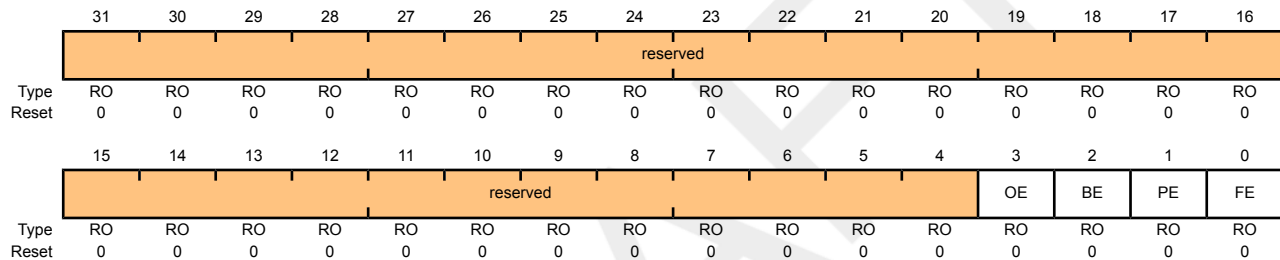 31 30 29 28 27 26 25 24 23 22 21 20 19 18 17 16
reserved
Type RO RO RO RO RO RO RO RO RO RO RO RO RO RO RO RO
Reset 0 0 0 0 0 0 0 0 0 0 0 0 0 0 0 0
15 14 13 12 11 10 9 8 7 6 5 4 3 2 1 0
reserved OE BE PE FE
Type RO RO RO RO RO RO RO RO RO RO RO RO RO RO RO RO
Reset 0 0 0 0 0 0 0 0 0 0 0 0 0 0 0 0